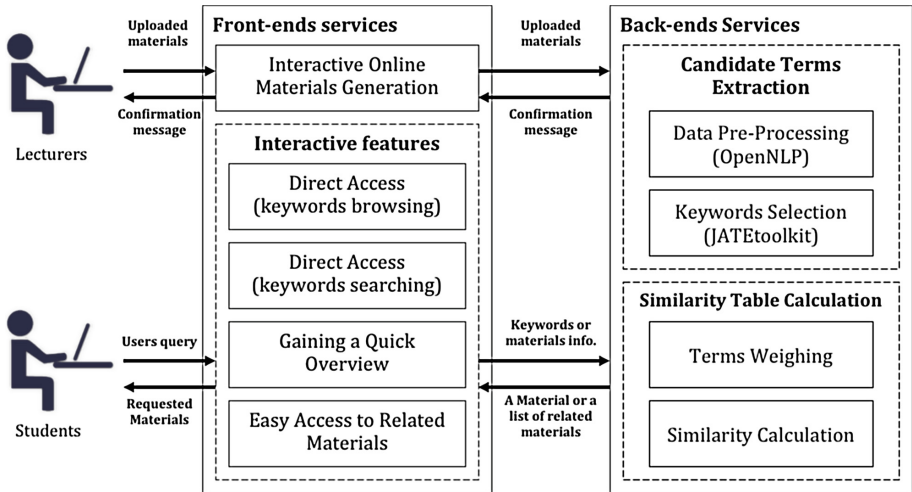 Uploaded
materials
Confirmation
message
Lecturers
Users query
Requested
Materials
Students
Front-ends services
Interactive Online
Materials Generation
Interactive features
Direct Access
(keywords browsing)
Direct Access
(keywords searching)
Gaining a Quick
Overview
Easy Access to Related
Materials
Uploaded
materials
Confirmation
message
Keywords or
materials info.
A Material or a
list of related
materials
Back-ends Services
Candidate Terms
Extraction
Data Pre-Processing
(OpenNLP)
Keywords Selection
(JATEtoolkit)
Similarity Table Calculation
Terms Weighing
Similarity Calculation